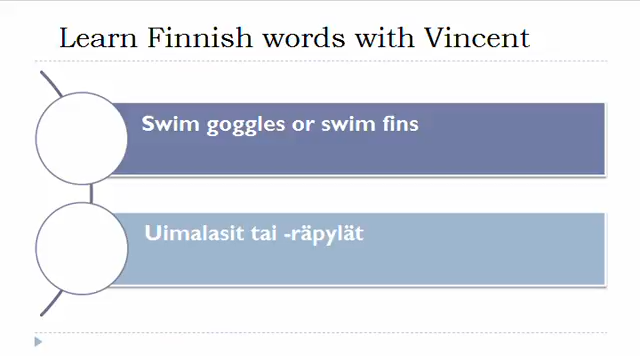 Learn Finnish words with Vincent
Swim goggles or swim fins
Uimalasit tai -räpylät